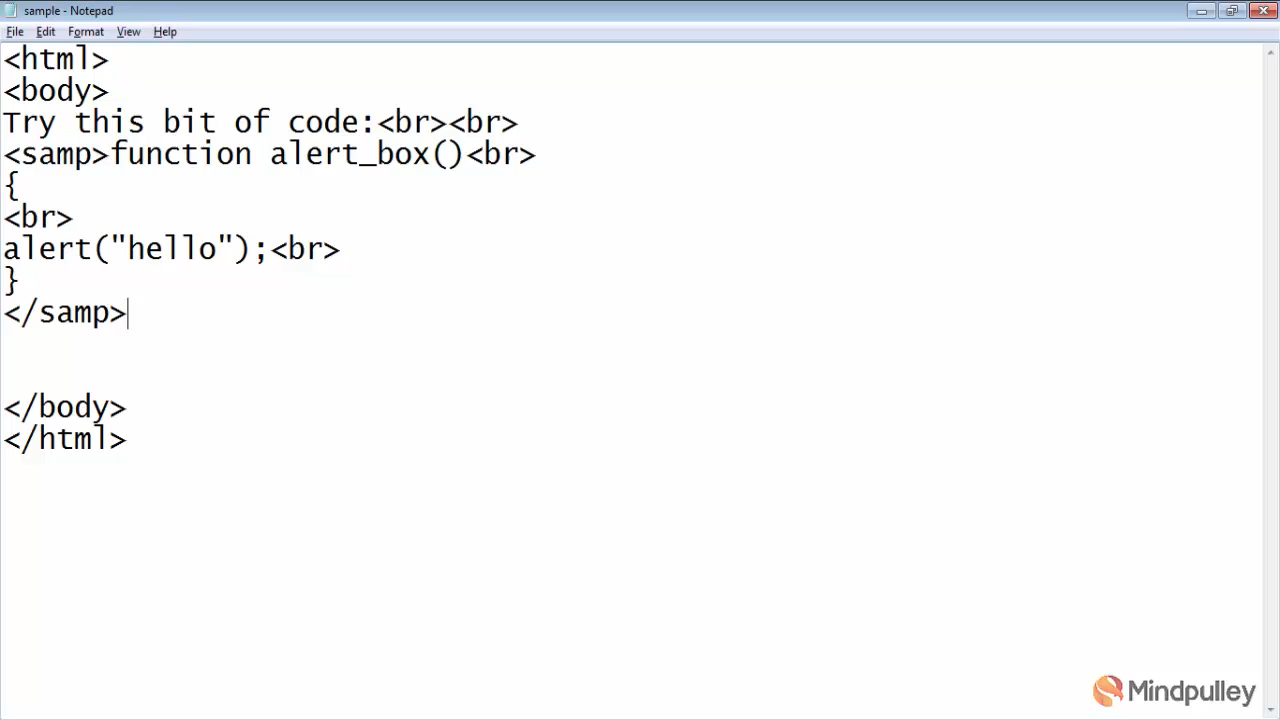 sample - Notepad
File Edit Format View Help
<html>
<body>
Try this bit of code:<br><br>
<samp>function alert_box()<br>
{
<br>
alert("hello");<br>
}
</samp>
</body>
</html>
Mindpulley